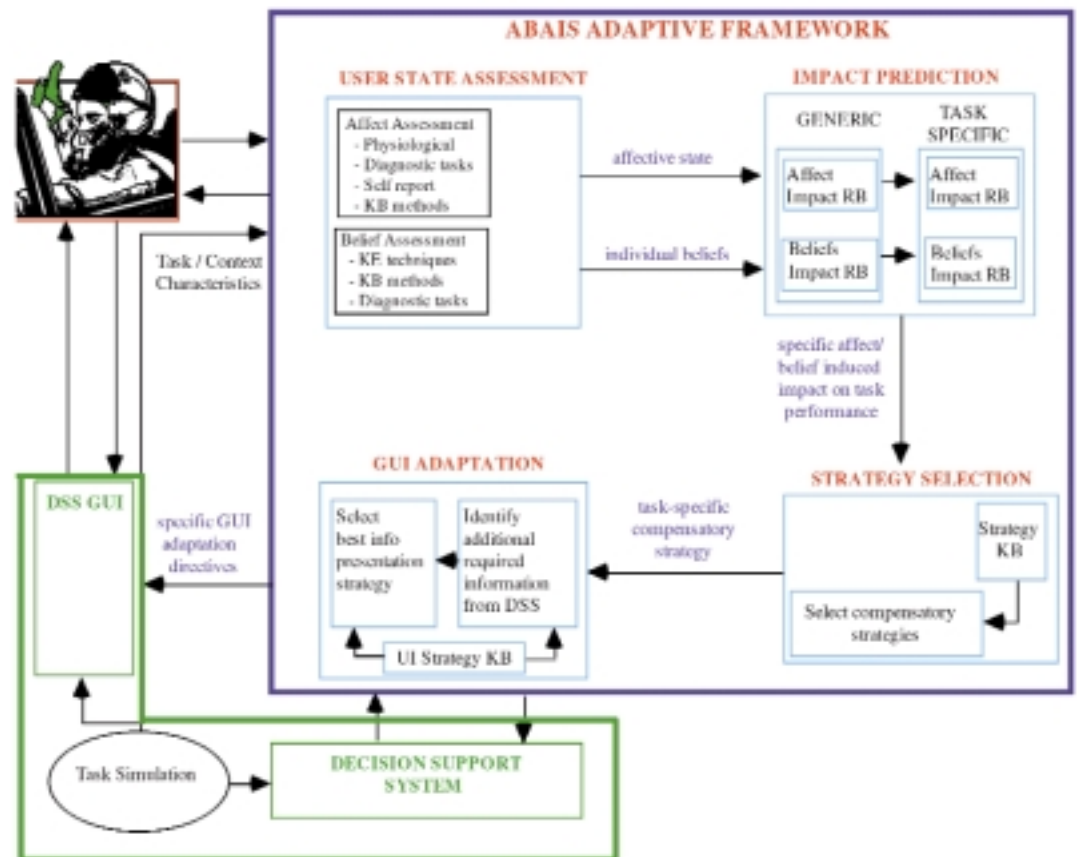 ABAIS ADAPTIVE FRAMEWORK
USER STATE ASSESSMENT
Affect Assessment
- Physiological
- Diagnostic tasks
- Self report
- KB methods
Belief Assessment
- KE techniques
- KB methods
- Diagnostic tasks
affective state
individual beliefs
IMPACT PREDICTION
GENERIC
TASK
SPECIFIC
Affect
Impact RB
Affect
Impact RB
Beliefs
Impact RB
Beliefs
Impact RB
Task / Context
Characteristics
specific affect/
belief induced
impact on task
performance
STRATEGY SELECTION
Strategy
KB
Select compensatory
strategies
task-specific
compensatory
strategy
GUI ADAPTATION
Select
best info
presentation
strategy
Identify
additional
required
information
from DSS
UI Strategy KB
specific GUI
adaptation
directives
DSS GUI
Task Simulation
DECISION SUPPORT
SYSTEM